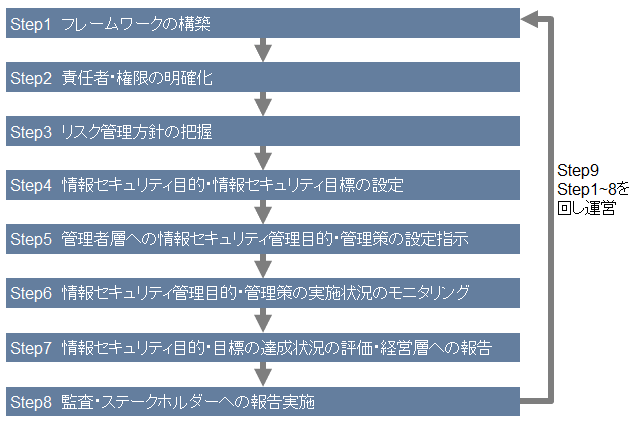 Step1 フレームワークの構築
Step2 責任者・権限の明確化
Step3 リスク管理方針の把握
Step4 情報セキュリティ目的・情報セキュリティ目標の設定
Step5 管理者層への情報セキュリティ管理目的・管理策の設定指示
Step6 情報セキュリティ管理目的・管理策の実施状況のモニタリング
Step7 情報セキュリティ目的・目標の達成状況の評価・経営層への報告
Step8 監査・ステークホルダーへの報告実施
Step9
Step1~8を
回し運営